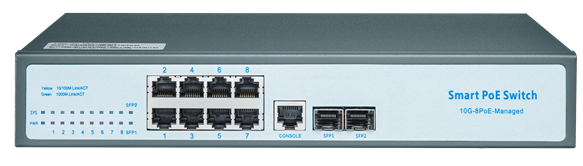 2 4 6 8
Yellow 10/100M Link/ACT
Green 1000M Link/ACT
SFP2
SYS
PWR
1 2 3 4 5 6 7 8 SFP1
1 3 5 7
CONSOLE
SFP1 SFP2
Smart PoE Switch
10G-8PoE-Managed